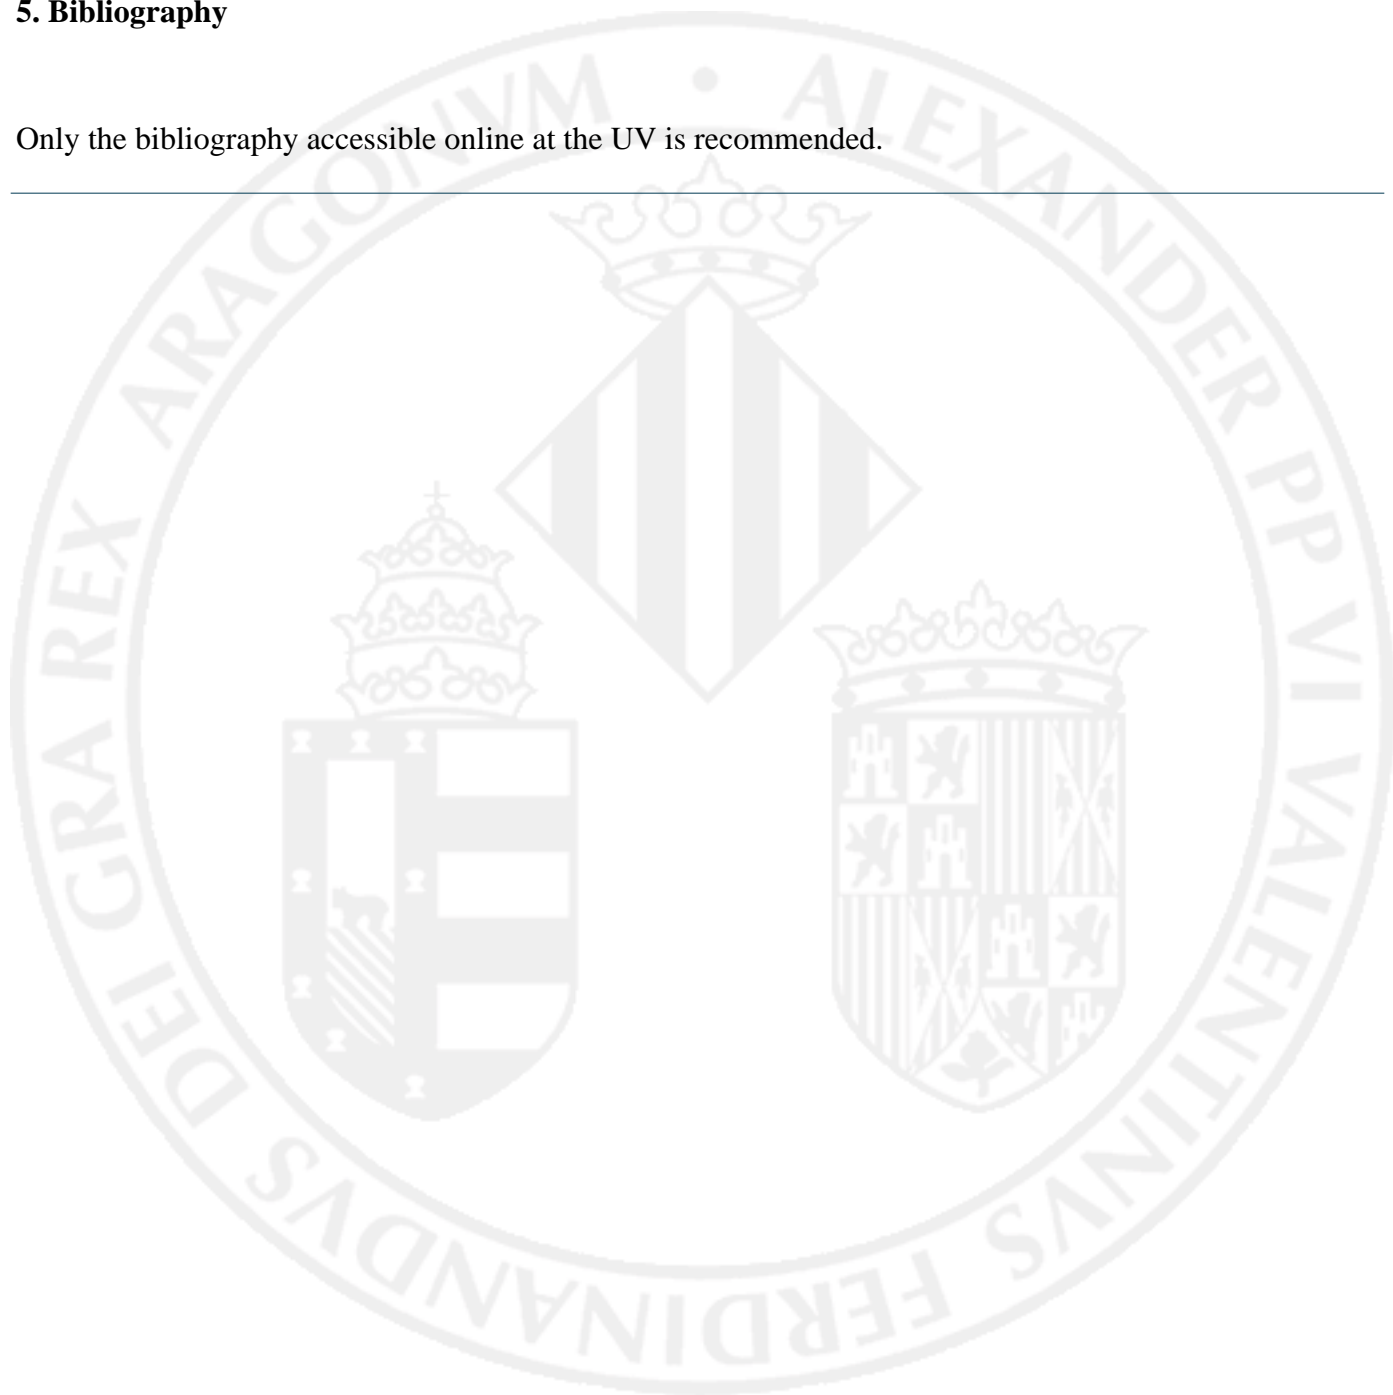 5. Bibliography
Only the bibliography accessible online at the UV is recommended.
ALEXANDER PP VI VALENTINVS FERDINANDVS DEI GRA REX ARAGONVM •